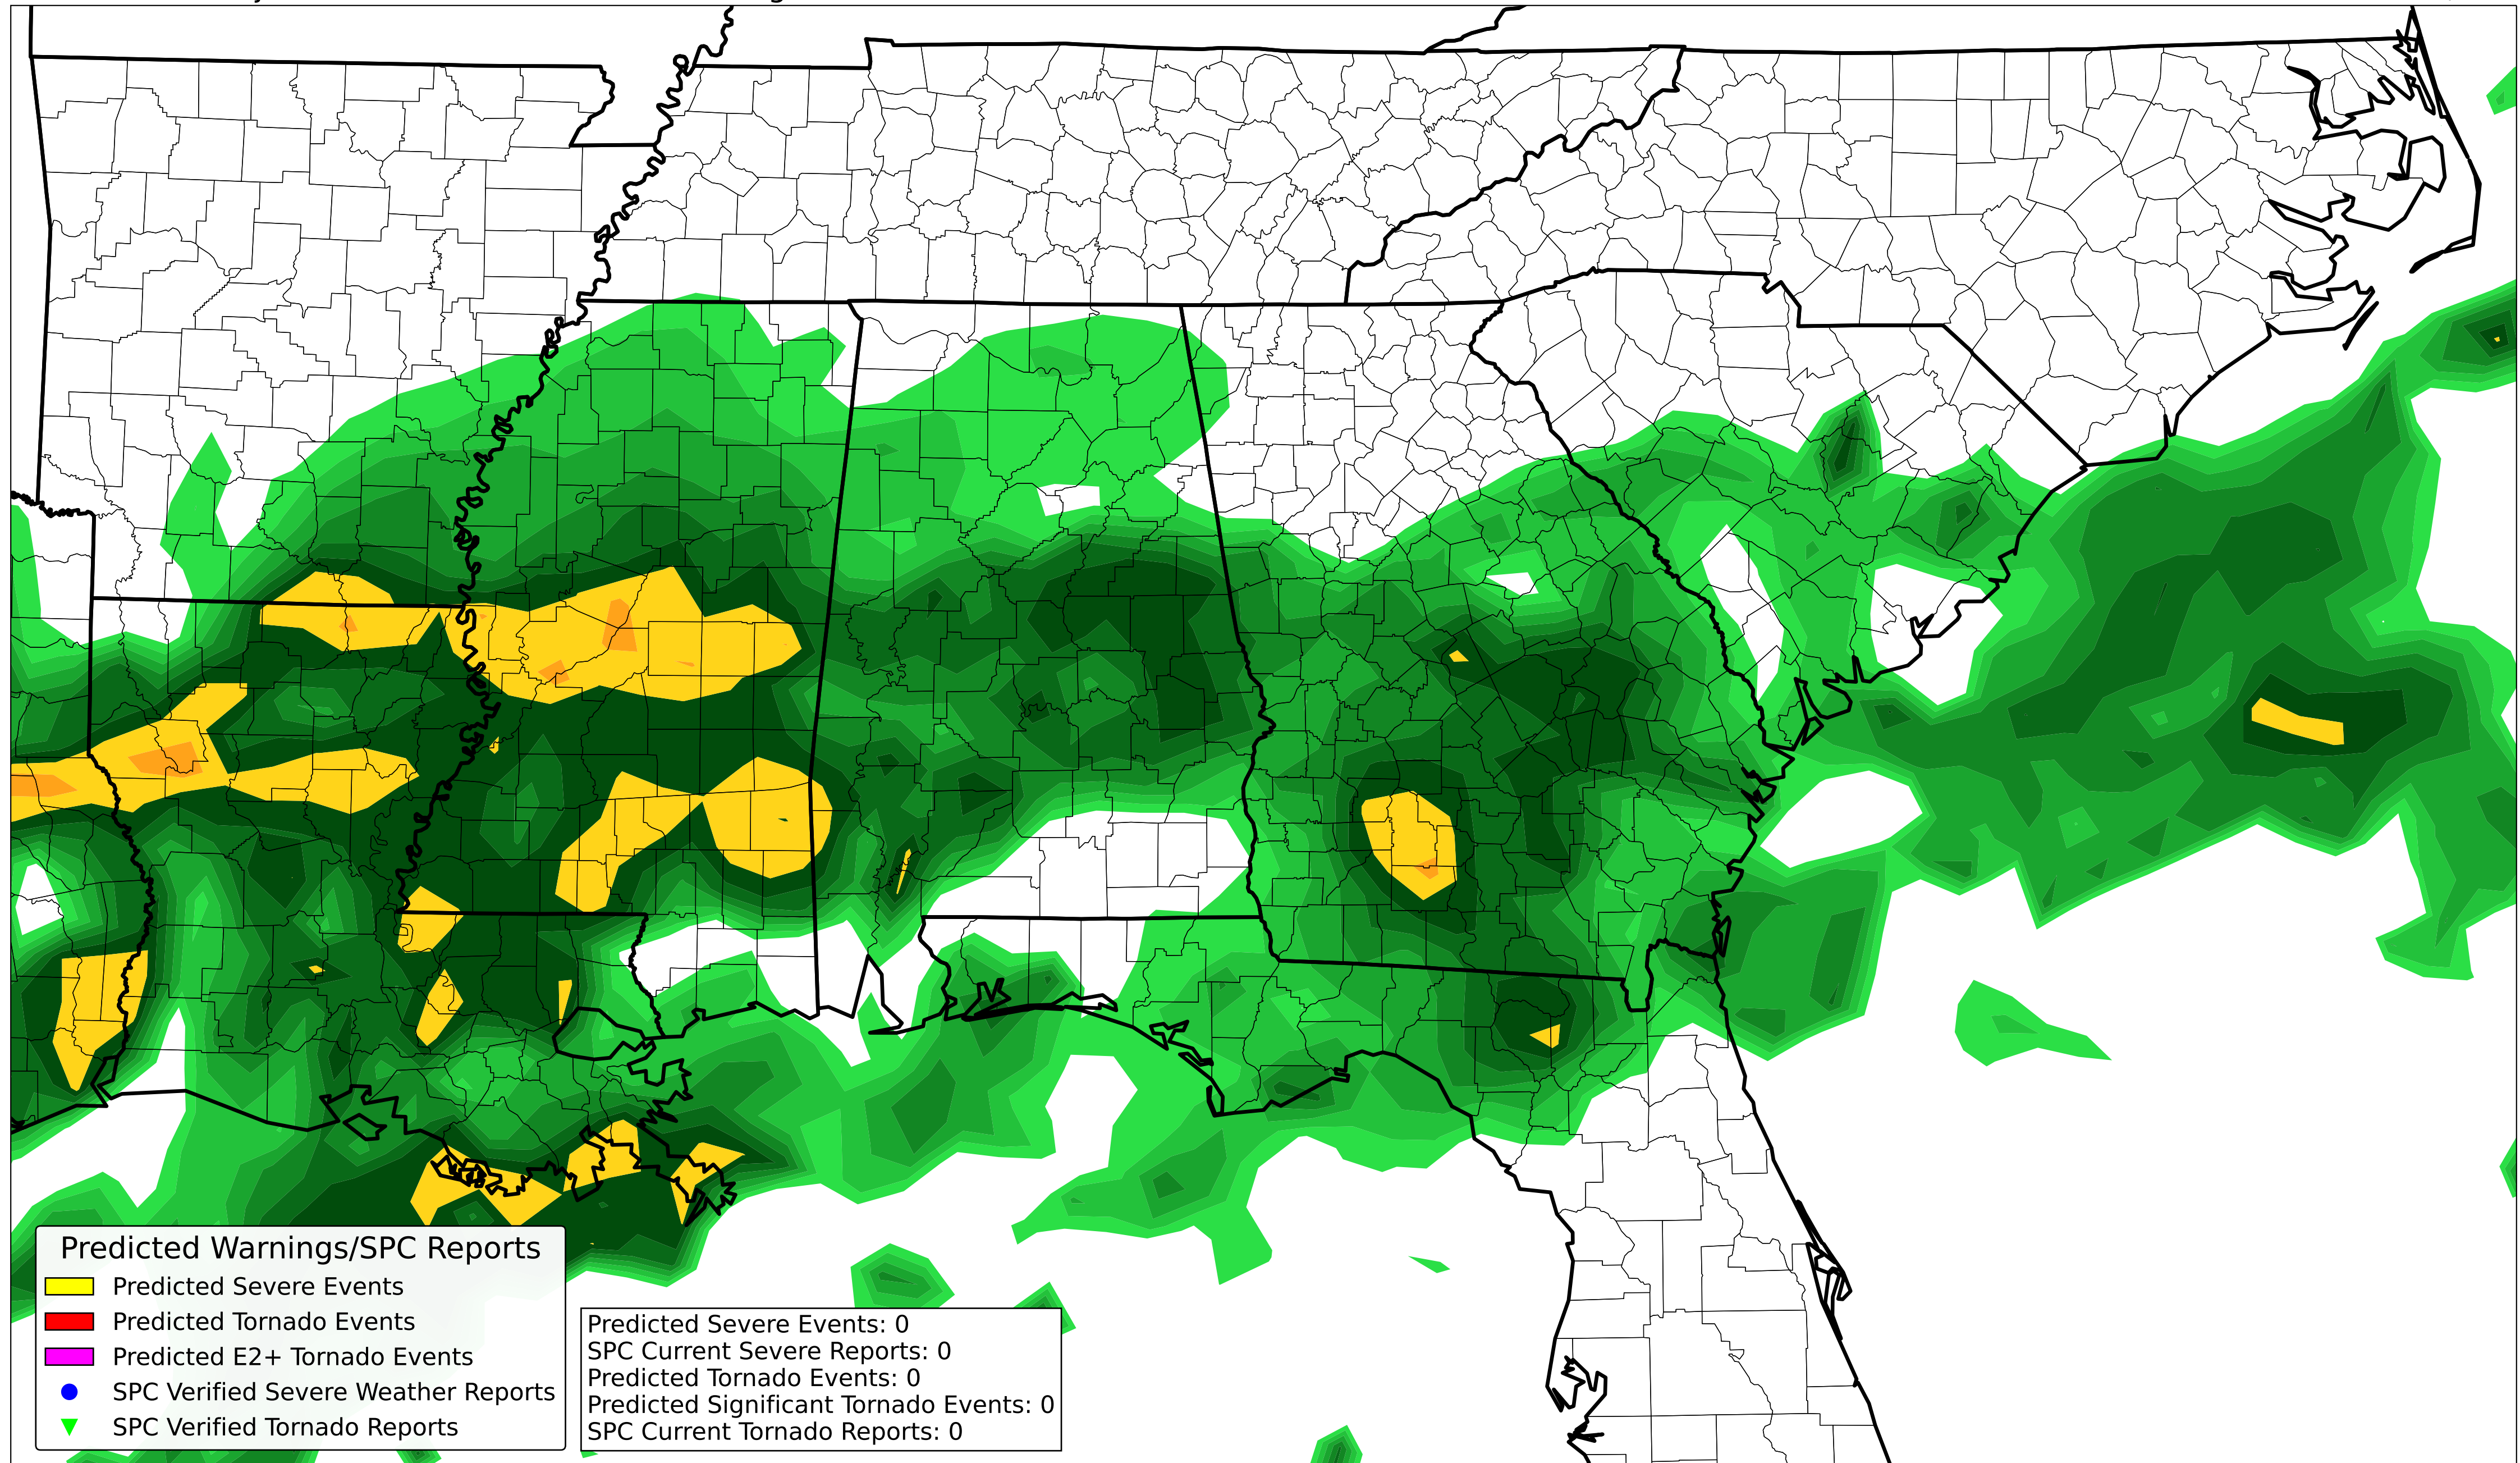 Predicted Warnings/SPC Reports
Predicted Severe Events
Predicted Tornado Events
Predicted E2+ Tornado Events
SPC Verified Severe Weather Reports
SPC Verified Tornado Reports
Predicted Severe Events: 0
SPC Current Severe Reports: 0
Predicted Tornado Events: 0
Predicted Significant Tornado Events: 0
SPC Current Tornado Reports: 0